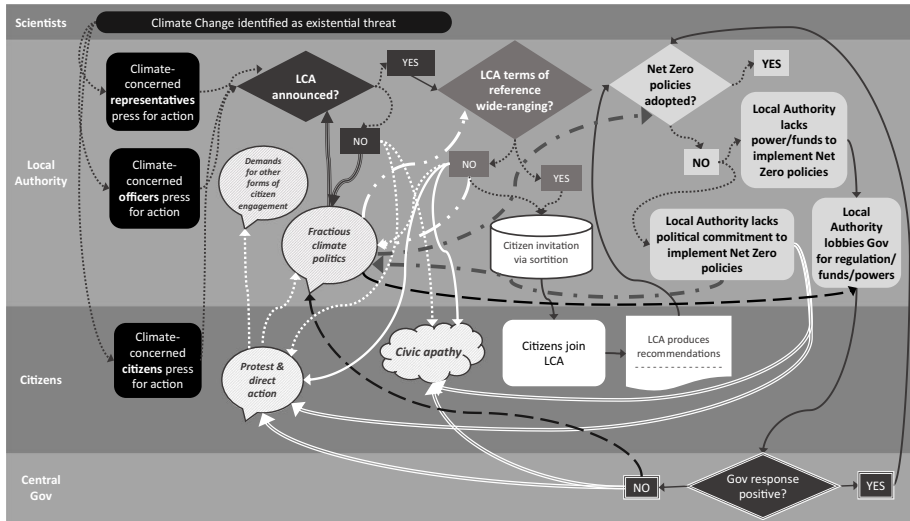 Scientists
Climate Change identified as existential threat
Local
Authority
Climate-
concerned
representatives
press for action
LCA
announced?
YES
NO
LCA terms of
reference
wide-ranging?
NO
YES
Net Zero
policies
adopted?
YES
NO
Local Authority
lacks
power/funds to
implement Net
Zero policies
Climate-
concerned
officers press
for action
Demands for
other forms of
citizen
engagement
Fractious
climate
politics
Citizen invitation
via sortition
Local Authority lacks
political commitment to
implement Net Zero
policies
Local
Authority
lobbies Gov
for regulation/
funds/powers
Citizens
Climate-
concerned
citizens press
for action
Protest &
direct
action
Civic apathy
Citizens join
LCA
LCA produces
recommendations
Central
Gov
NO
Gov response
positive?
YES